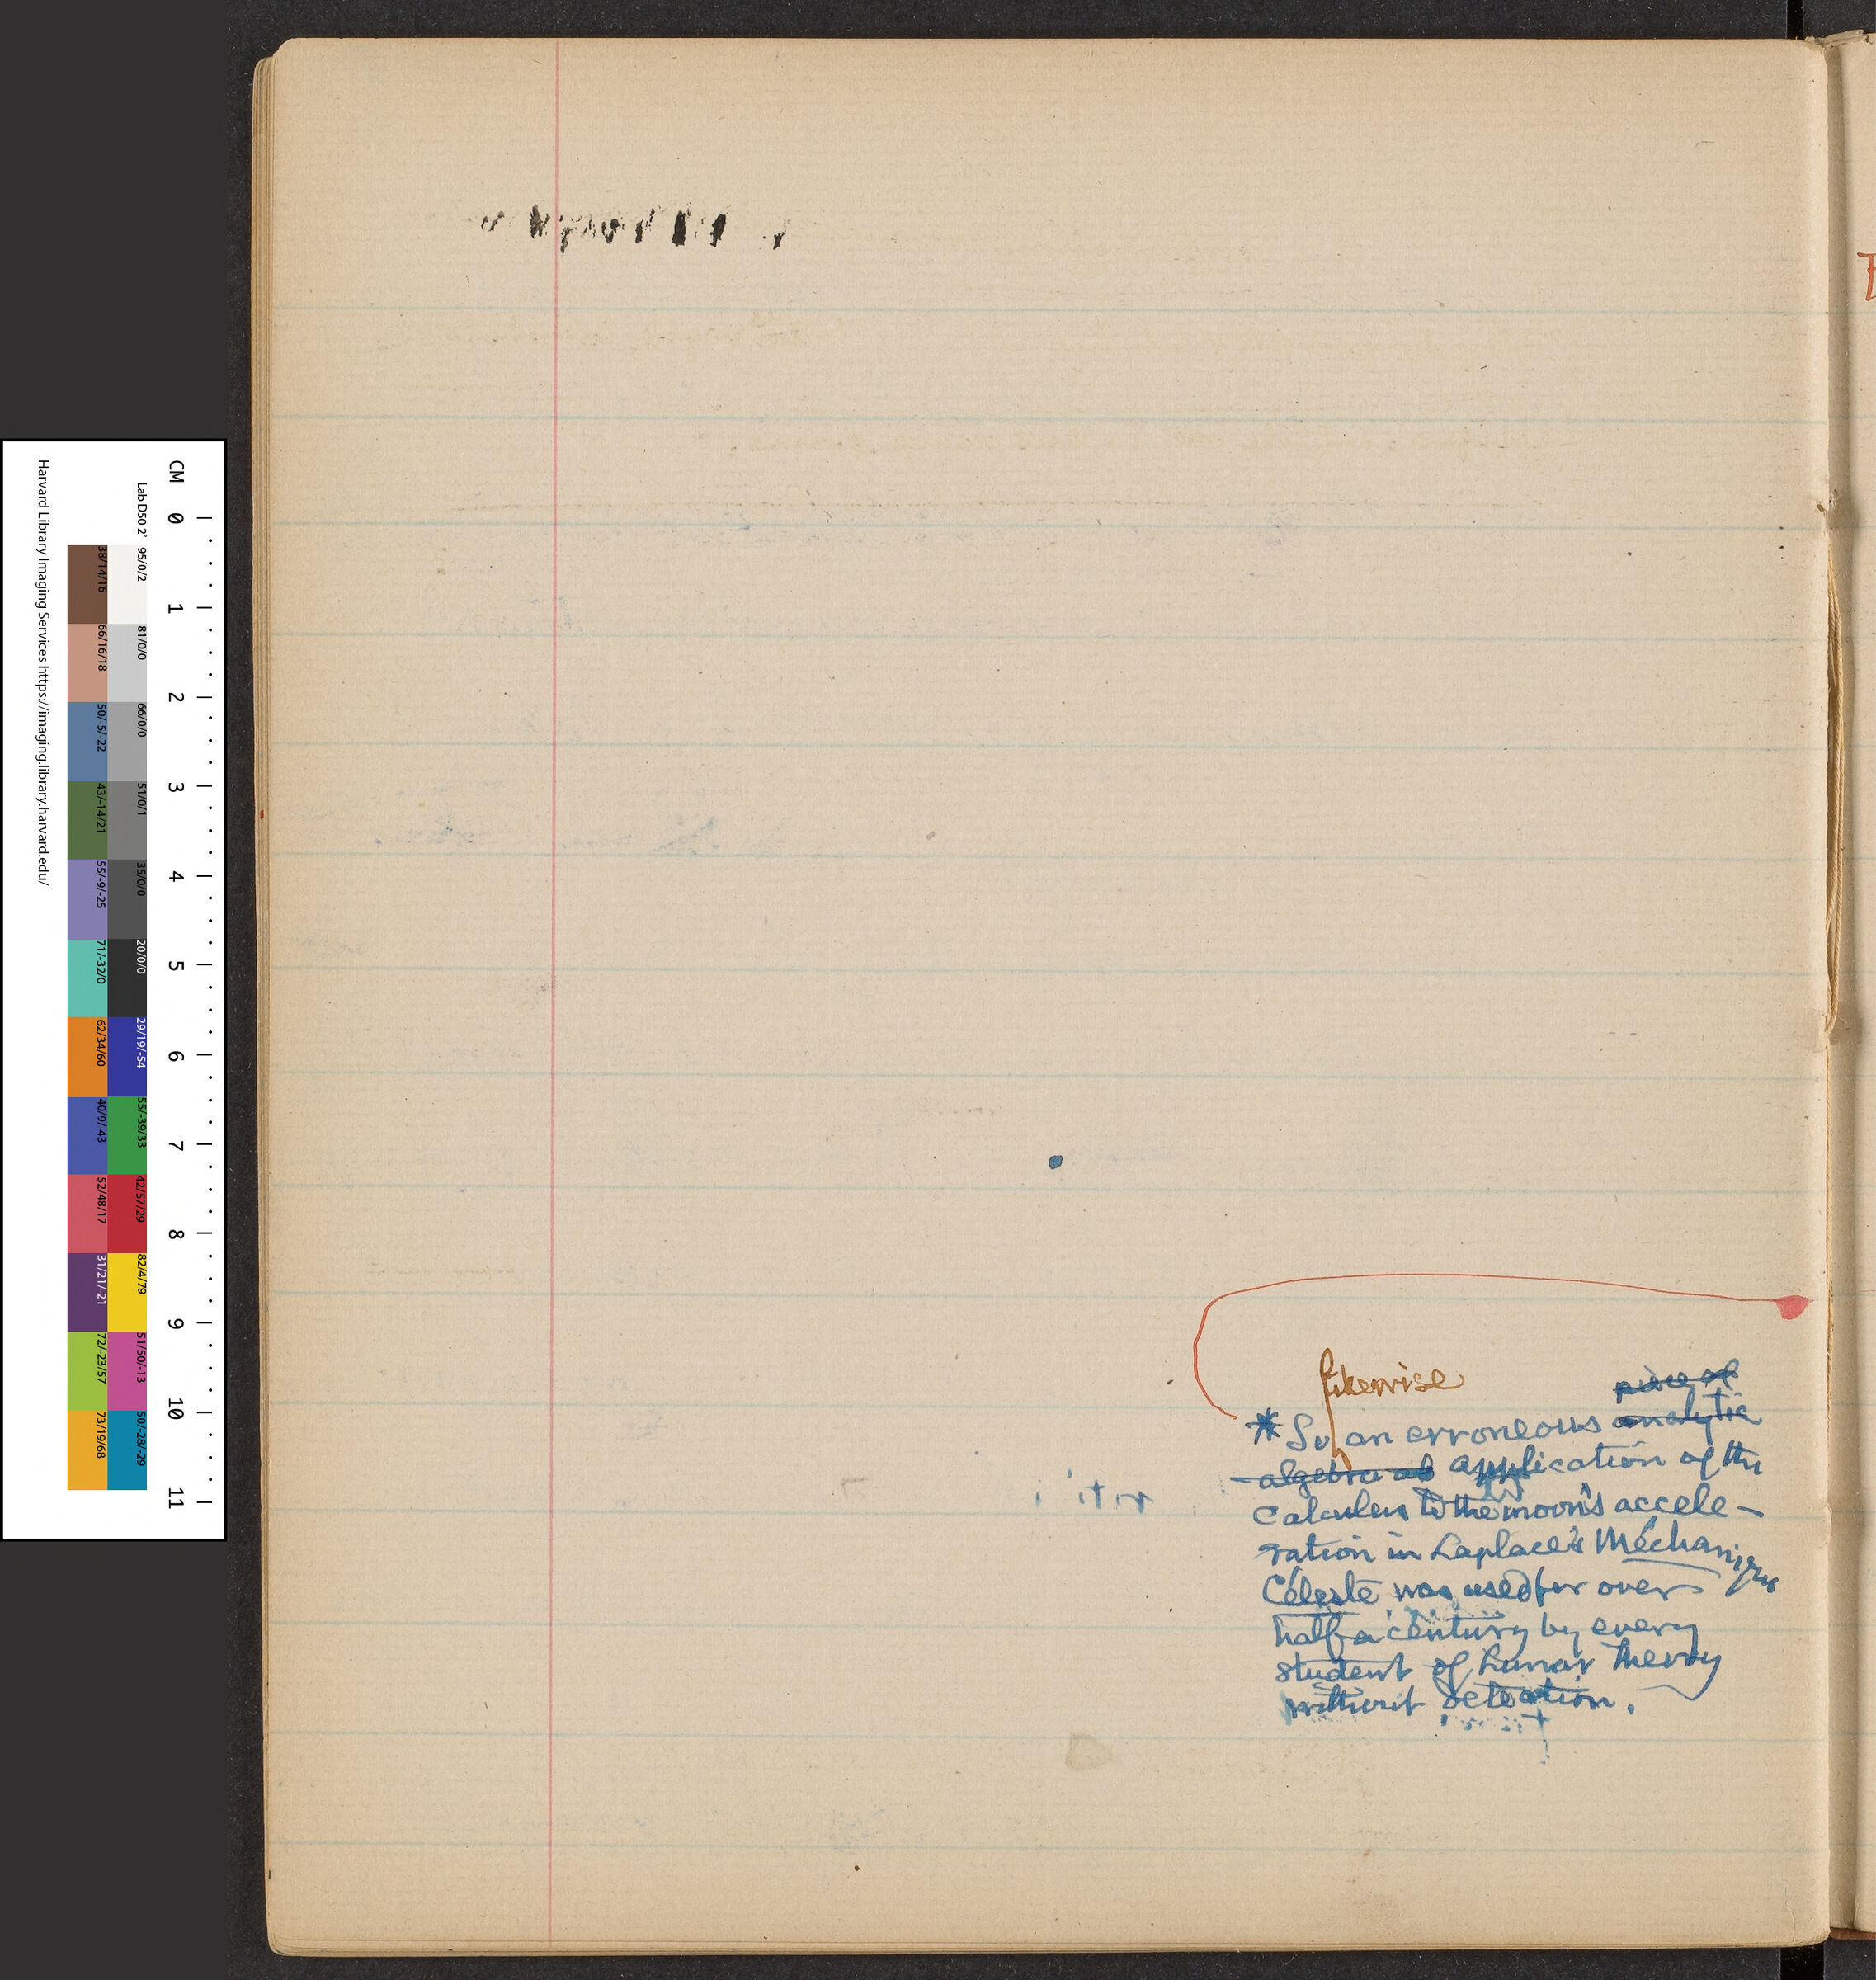 CM 0 1 2 3 4 5 6 7 8 9 10 11
Lab D50 2° 95/0/2 81/0/0 66/0/0 51/0/1 35/0/0 20/0/0 29/19/-54 55/-39/33 42/57/29 82/4/79 51/50/-13 50/-28/-29
38/14/16 66/16/18 50/-5/-22 43/-14/21 55/-9/-25 71/-32/0 62/34/60 40/9/-43 52/48/17 31/21/-21 72/-23/57 73/19/68
Harvard Library Imaging Services https://imaging.library.harvard.edu/
likewise piece of
* So, an erroneous analytic
algebra application of the
calculus to the moon's accele-
ration in Laplace's Méchanique
Céleste was used for over
half a century by every
student of Lunar Theory
without detection.